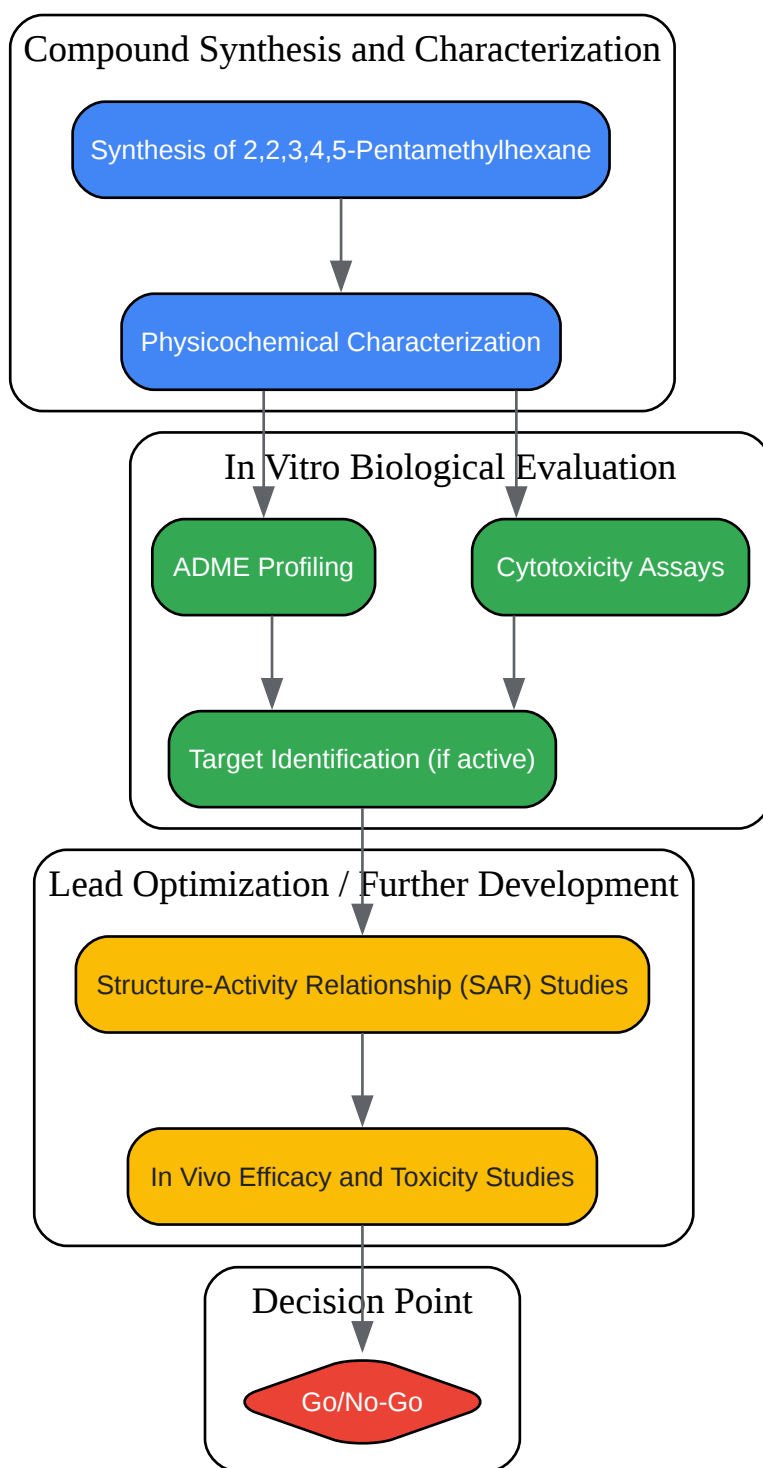 Compound Synthesis and Characterization
Synthesis of 2,2,3,4,5-Pentamethylhexane
Physicochemical Characterization
In Vitro Biological Evaluation
ADME Profiling
Cytotoxicity Assays
Target Identification (if active)
Lead Optimization / Further Development
Structure-Activity Relationship (SAR) Studies
In Vivo Efficacy and Toxicity Studies
Decision Point
Go/No-Go